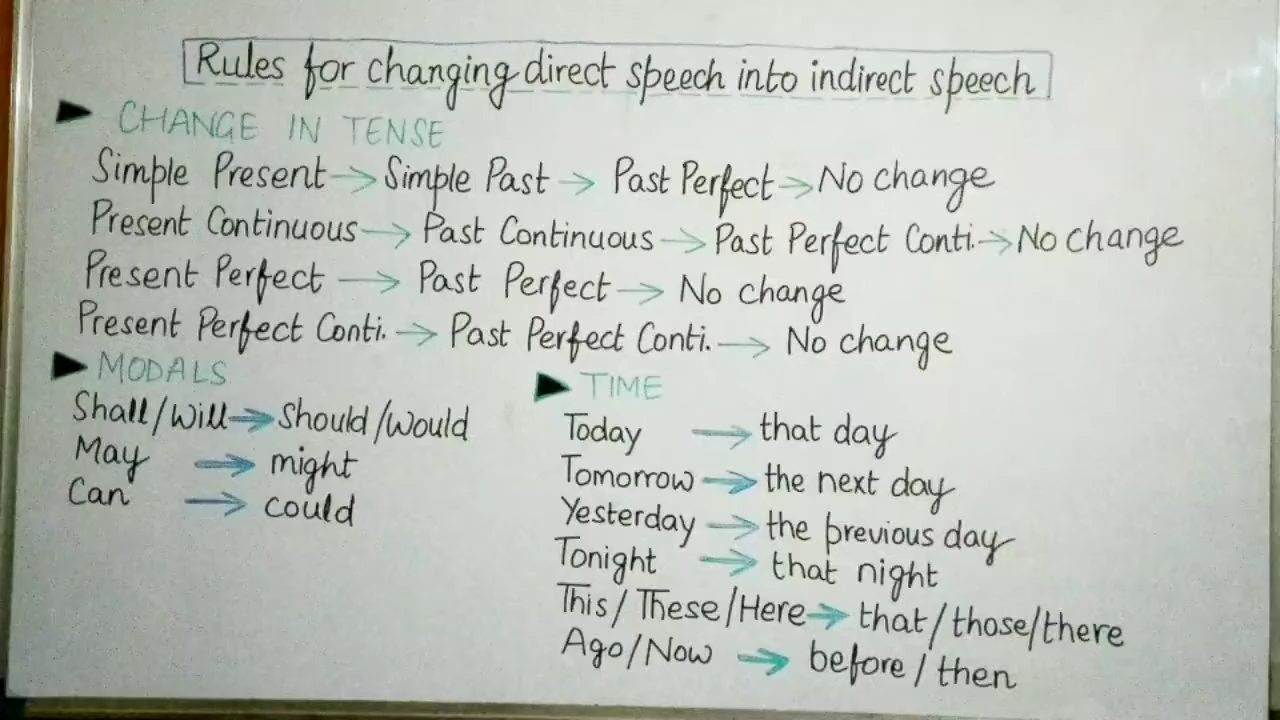 Rules for changing direct speech into indirect speech
CHANGE IN TENSE
Simple Present → Simple Past → Past Perfect → No change
Present Continuous → Past Continuous → Past Perfect Conti. → No change
Present Perfect → Past Perfect → No change
Present Perfect Conti. → Past Perfect Conti. → No change
MODALS
Shall/Will → Should/Would
May → might
Can → could
TIME
Today → that day
Tomorrow → the next day
Yesterday → the previous day
Tonight → that night
This/These/Here → that/those/there
Ago/Now → before/then